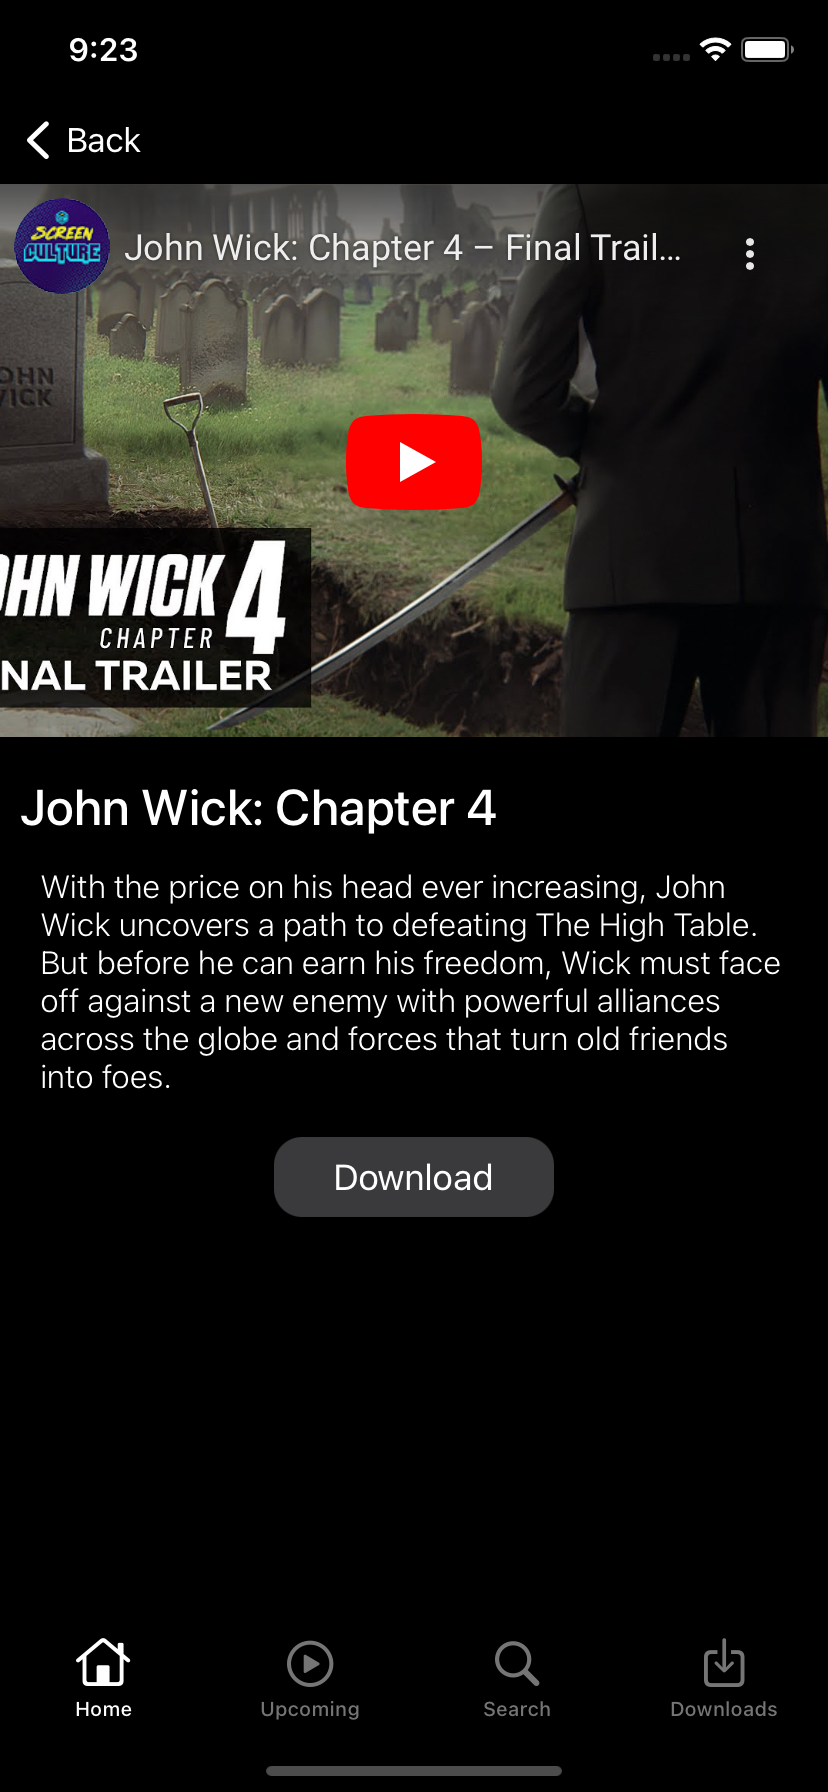 9:23
Back
SCREEN
CULTURE
John Wick: Chapter 4 – Final Trail...
OHN
ICK
OHN WICK 4
CHAPTER
NAL TRAILER
John Wick: Chapter 4
With the price on his head ever increasing, John
Wick uncovers a path to defeating The High Table.
But before he can earn his freedom, Wick must face
off against a new enemy with powerful alliances
across the globe and forces that turn old friends
into foes.
Download
Home
Upcoming
Search
Downloads